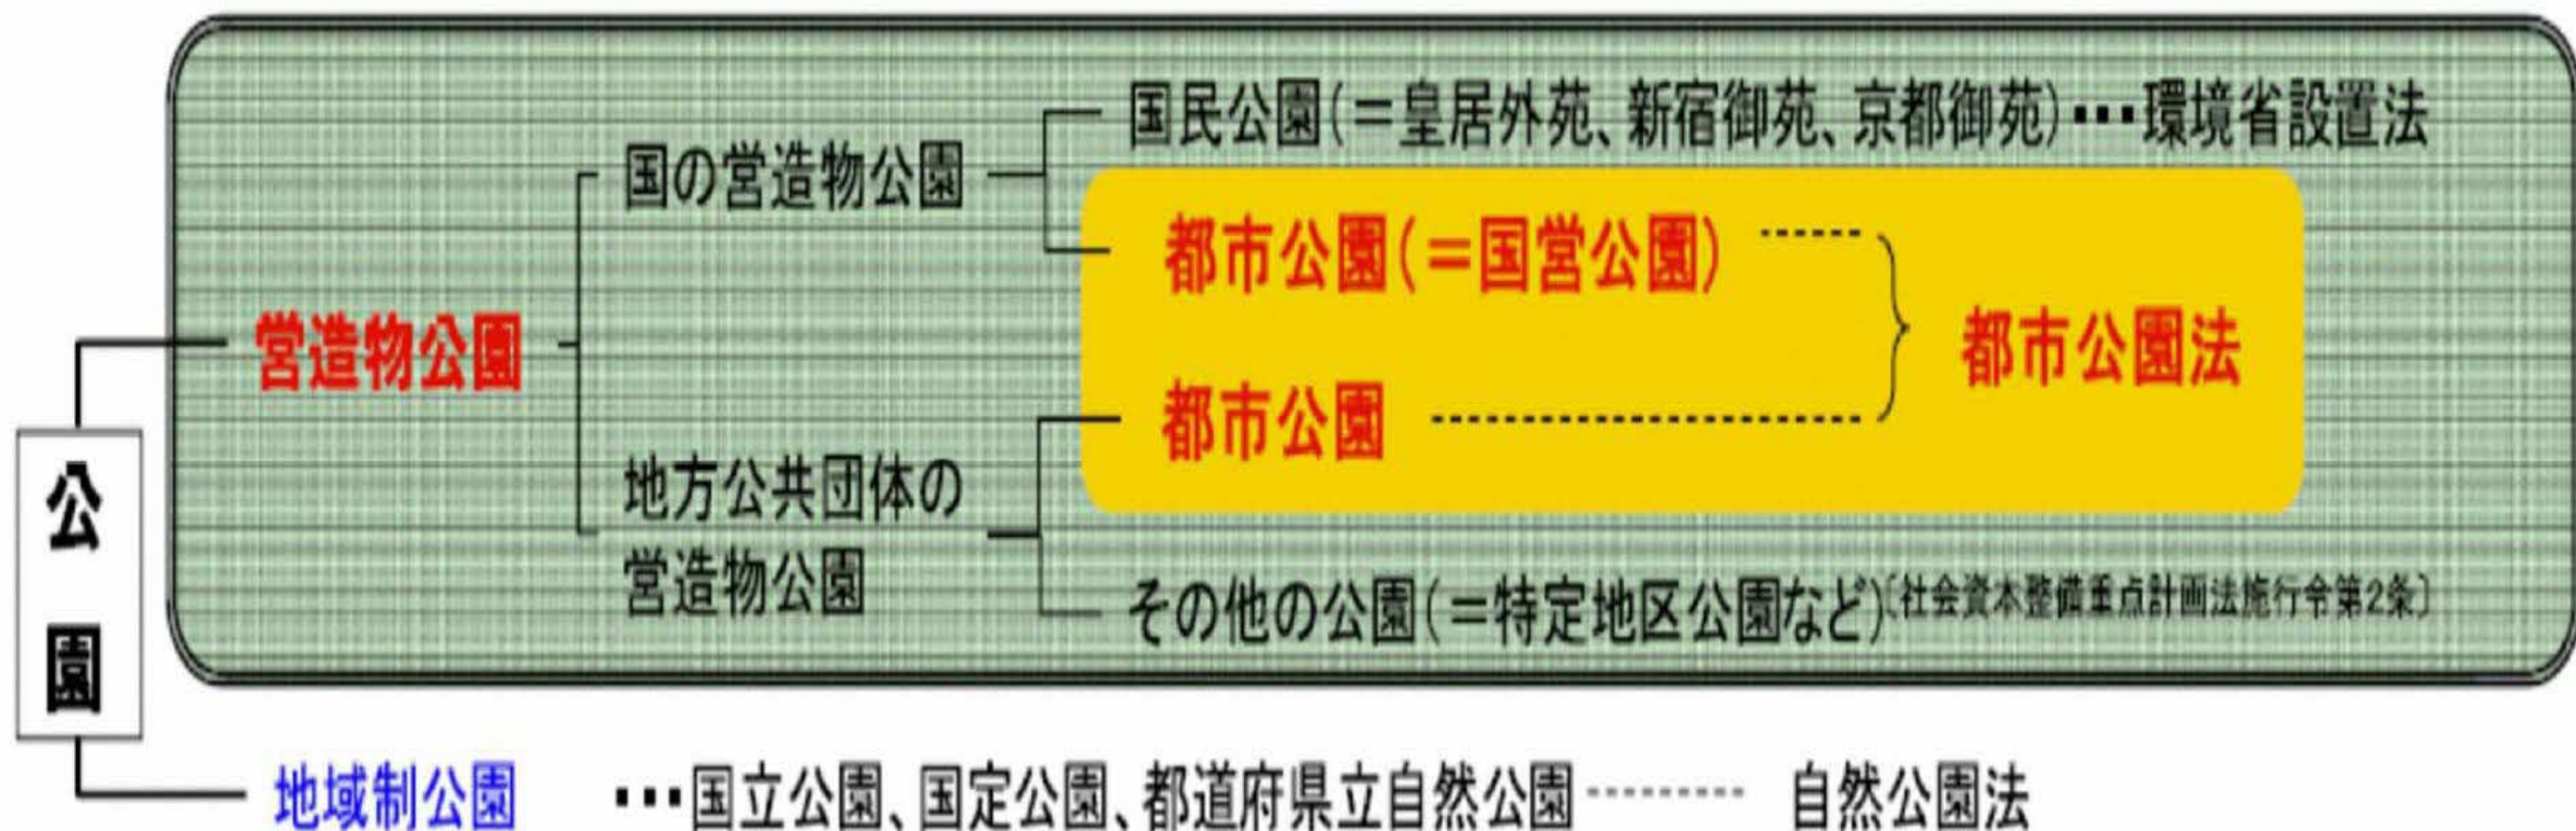 国民公園(=皇居外苑、新宿御苑、京都御苑)・・・環境省設置法
国の営造物公園
都市公園(=国営公園)
営造物公園
都市公園法
都市公園
公園
地方公共団体の
営造物公園
その他の公園(=特定地区公園など)〔社会資本整備重点計画法施行令第2条〕
地域制公園 ・・・国立公園、国定公園、都道府県立自然公園 自然公園法